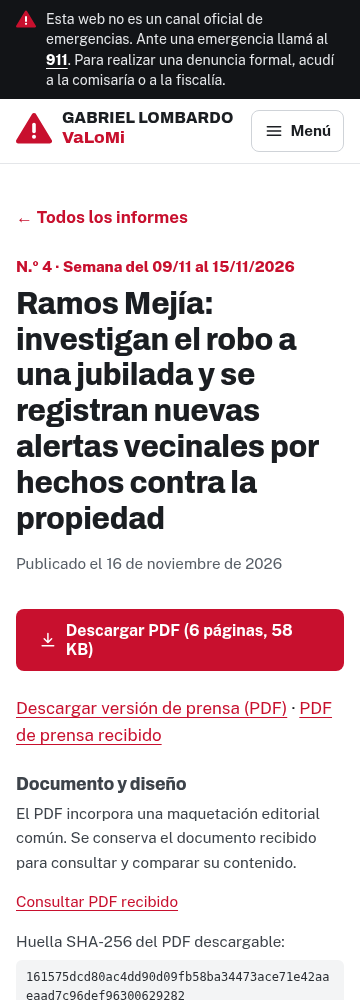 Esta web no es un canal oficial de
emergencias. Ante una emergencia llamá al
911. Para realizar una denuncia formal, acudí
a la comisaría o a la fiscalía.
GABRIEL LOMBARDO
VaLoMi
Menú
← Todos los informes
N.º 4 · Semana del 09/11 al 15/11/2026
Ramos Mejía:
investigan el robo a
una jubilada y se
registran nuevas
alertas vecinales por
hechos contra la
propiedad
Publicado el 16 de noviembre de 2026
Descargar PDF (6 páginas, 58
KB)
Descargar versión de prensa (PDF) · PDF
de prensa recibido
Documento y diseño
El PDF incorpora una maquetación editorial
común. Se conserva el documento recibido
para consultar y comparar su contenido.
Consultar PDF recibido
Huella SHA-256 del PDF descargable:
161575dcd80ac4dd90d09fb58ba34473ace71e42aa
eaad7c96def96300629282